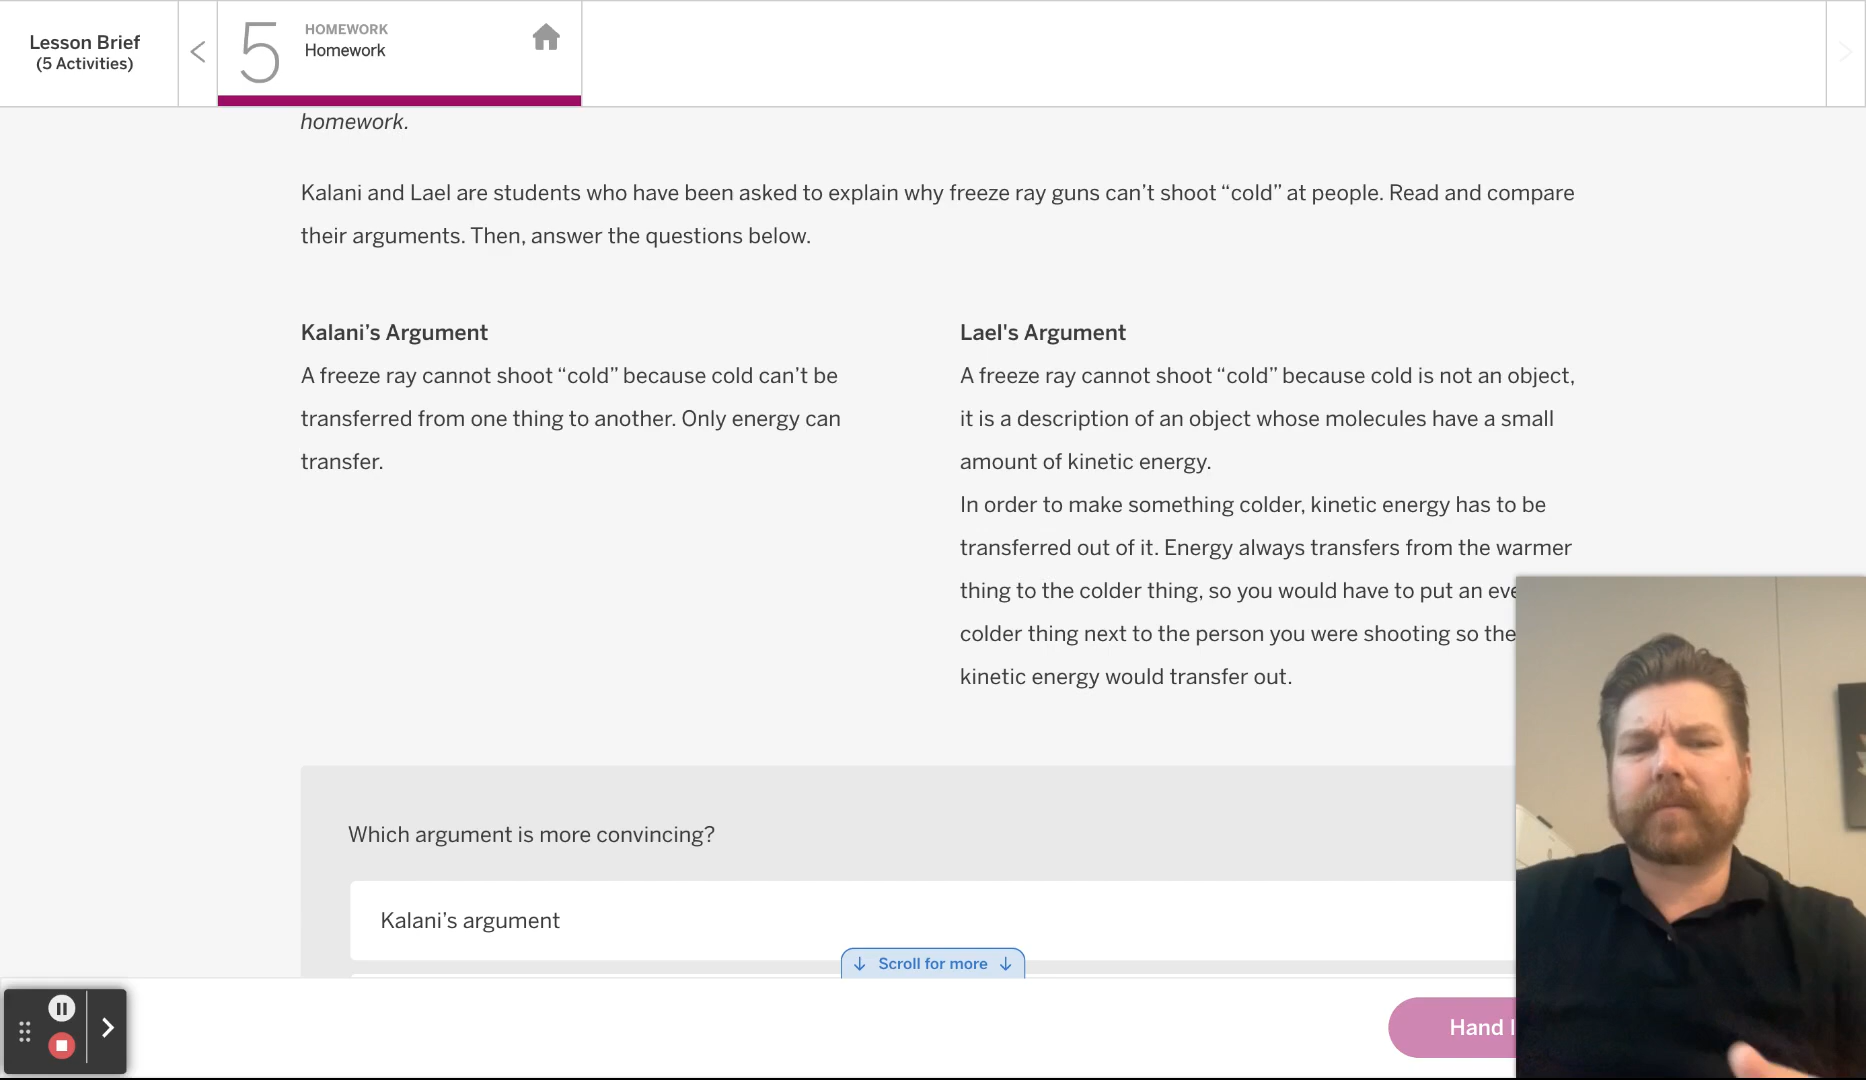 Lesson Brief
(5 Activities)
5
HOMEWORK
Homework
homework.
Kalani and Lael are students who have been asked to explain why freeze ray guns can’t shoot “cold” at people. Read and compare
their arguments. Then, answer the questions below.
Kalani’s Argument
A freeze ray cannot shoot “cold” because cold can’t be
transferred from one thing to another. Only energy can
transfer.
Lael's Argument
A freeze ray cannot shoot “cold” because cold is not an object,
it is a description of an object whose molecules have a small
amount of kinetic energy.
In order to make something colder, kinetic energy has to be
transferred out of it. Energy always transfers from the warmer
thing to the colder thing, so you would have to put an
colder thing next to the person you were shooting so
kinetic energy would transfer out.
Which argument is more convincing?
Kalani’s argument
↓ Scroll for more ↓
Hand